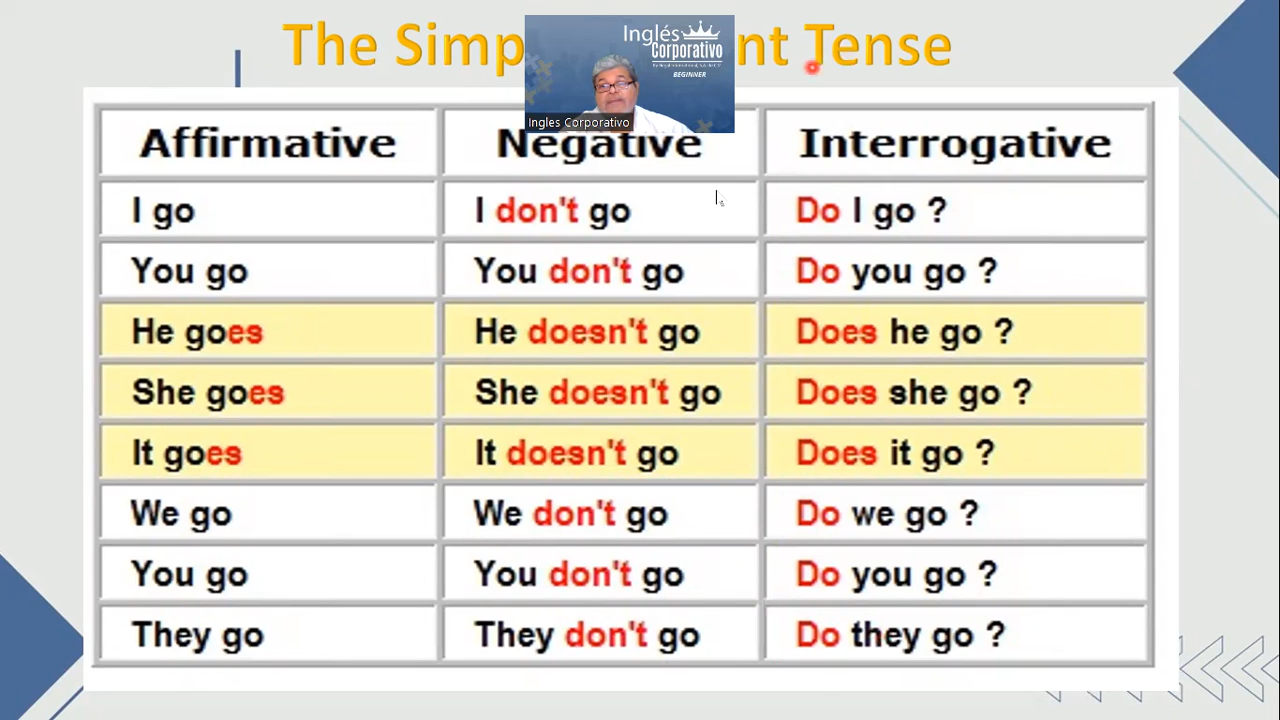 The Simp nt Tense
Inglés
Corporativo
BEGINNER
Ingles Corporativo
Affirmative Negative Interrogative
I go I don't go Do I go ?
You go You don't go Do you go ?
He goes He doesn't go Does he go ?
She goes She doesn't go Does she go ?
It goes It doesn't go Does it go ?
We go We don't go Do we go ?
You go You don't go Do you go ?
They go They don't go Do they go ?